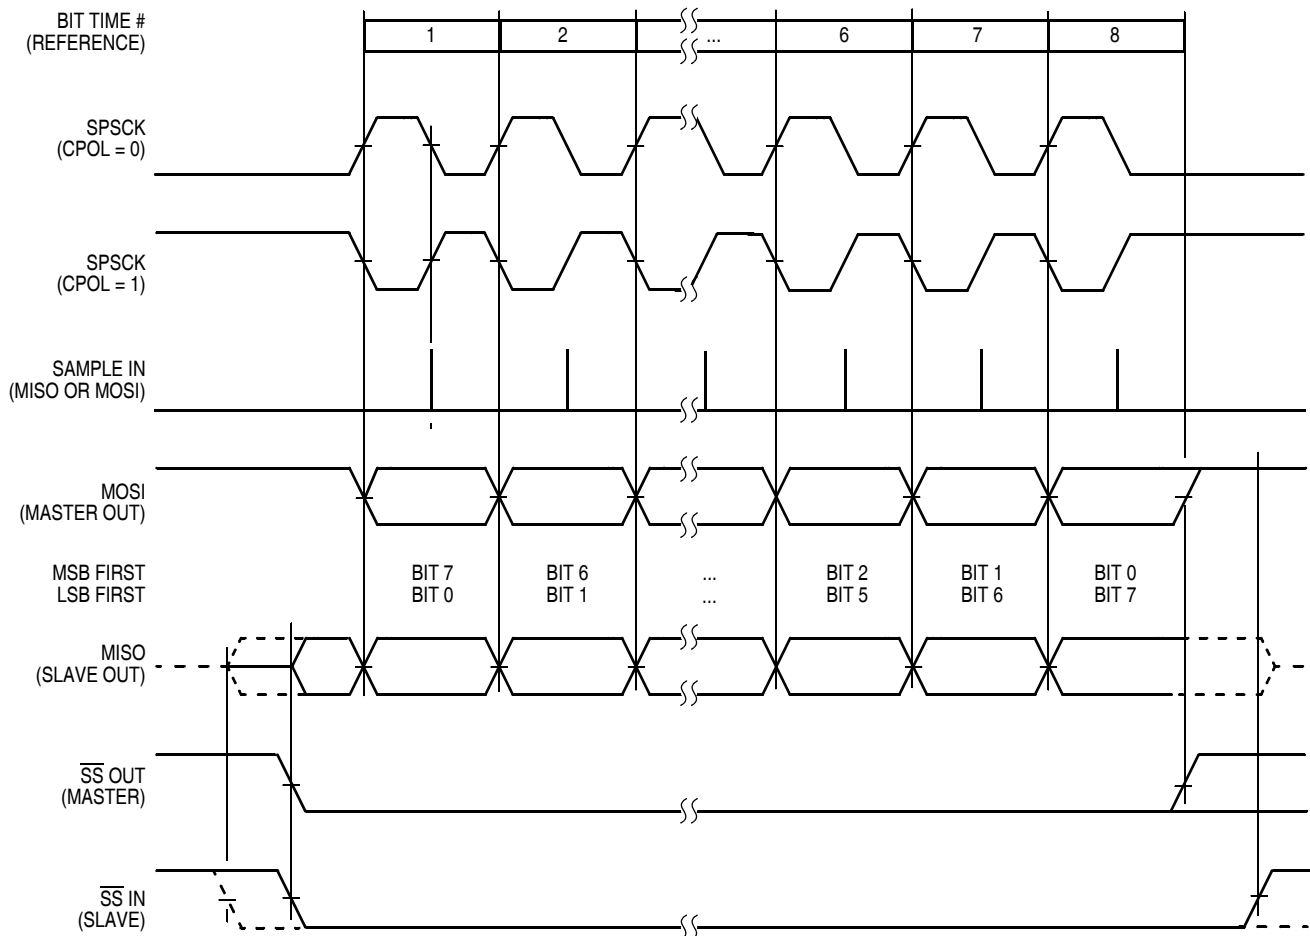 BIT TIME #
(REFERENCE)
1 2 ... 6 7 8
SPSCK
(CPOL = 0)
SPSCK
(CPOL = 1)
SAMPLE IN
(MISO OR MOSI)
MOSI
(MASTER OUT)
MSB FIRST BIT 7 BIT 6 ... BIT 2 BIT 1 BIT 0
LSB FIRST BIT 0 BIT 1 ... BIT 5 BIT 6 BIT 7
MISO
(SLAVE OUT)
S̅S̅ OUT
(MASTER)
S̅S̅ IN
(SLAVE)